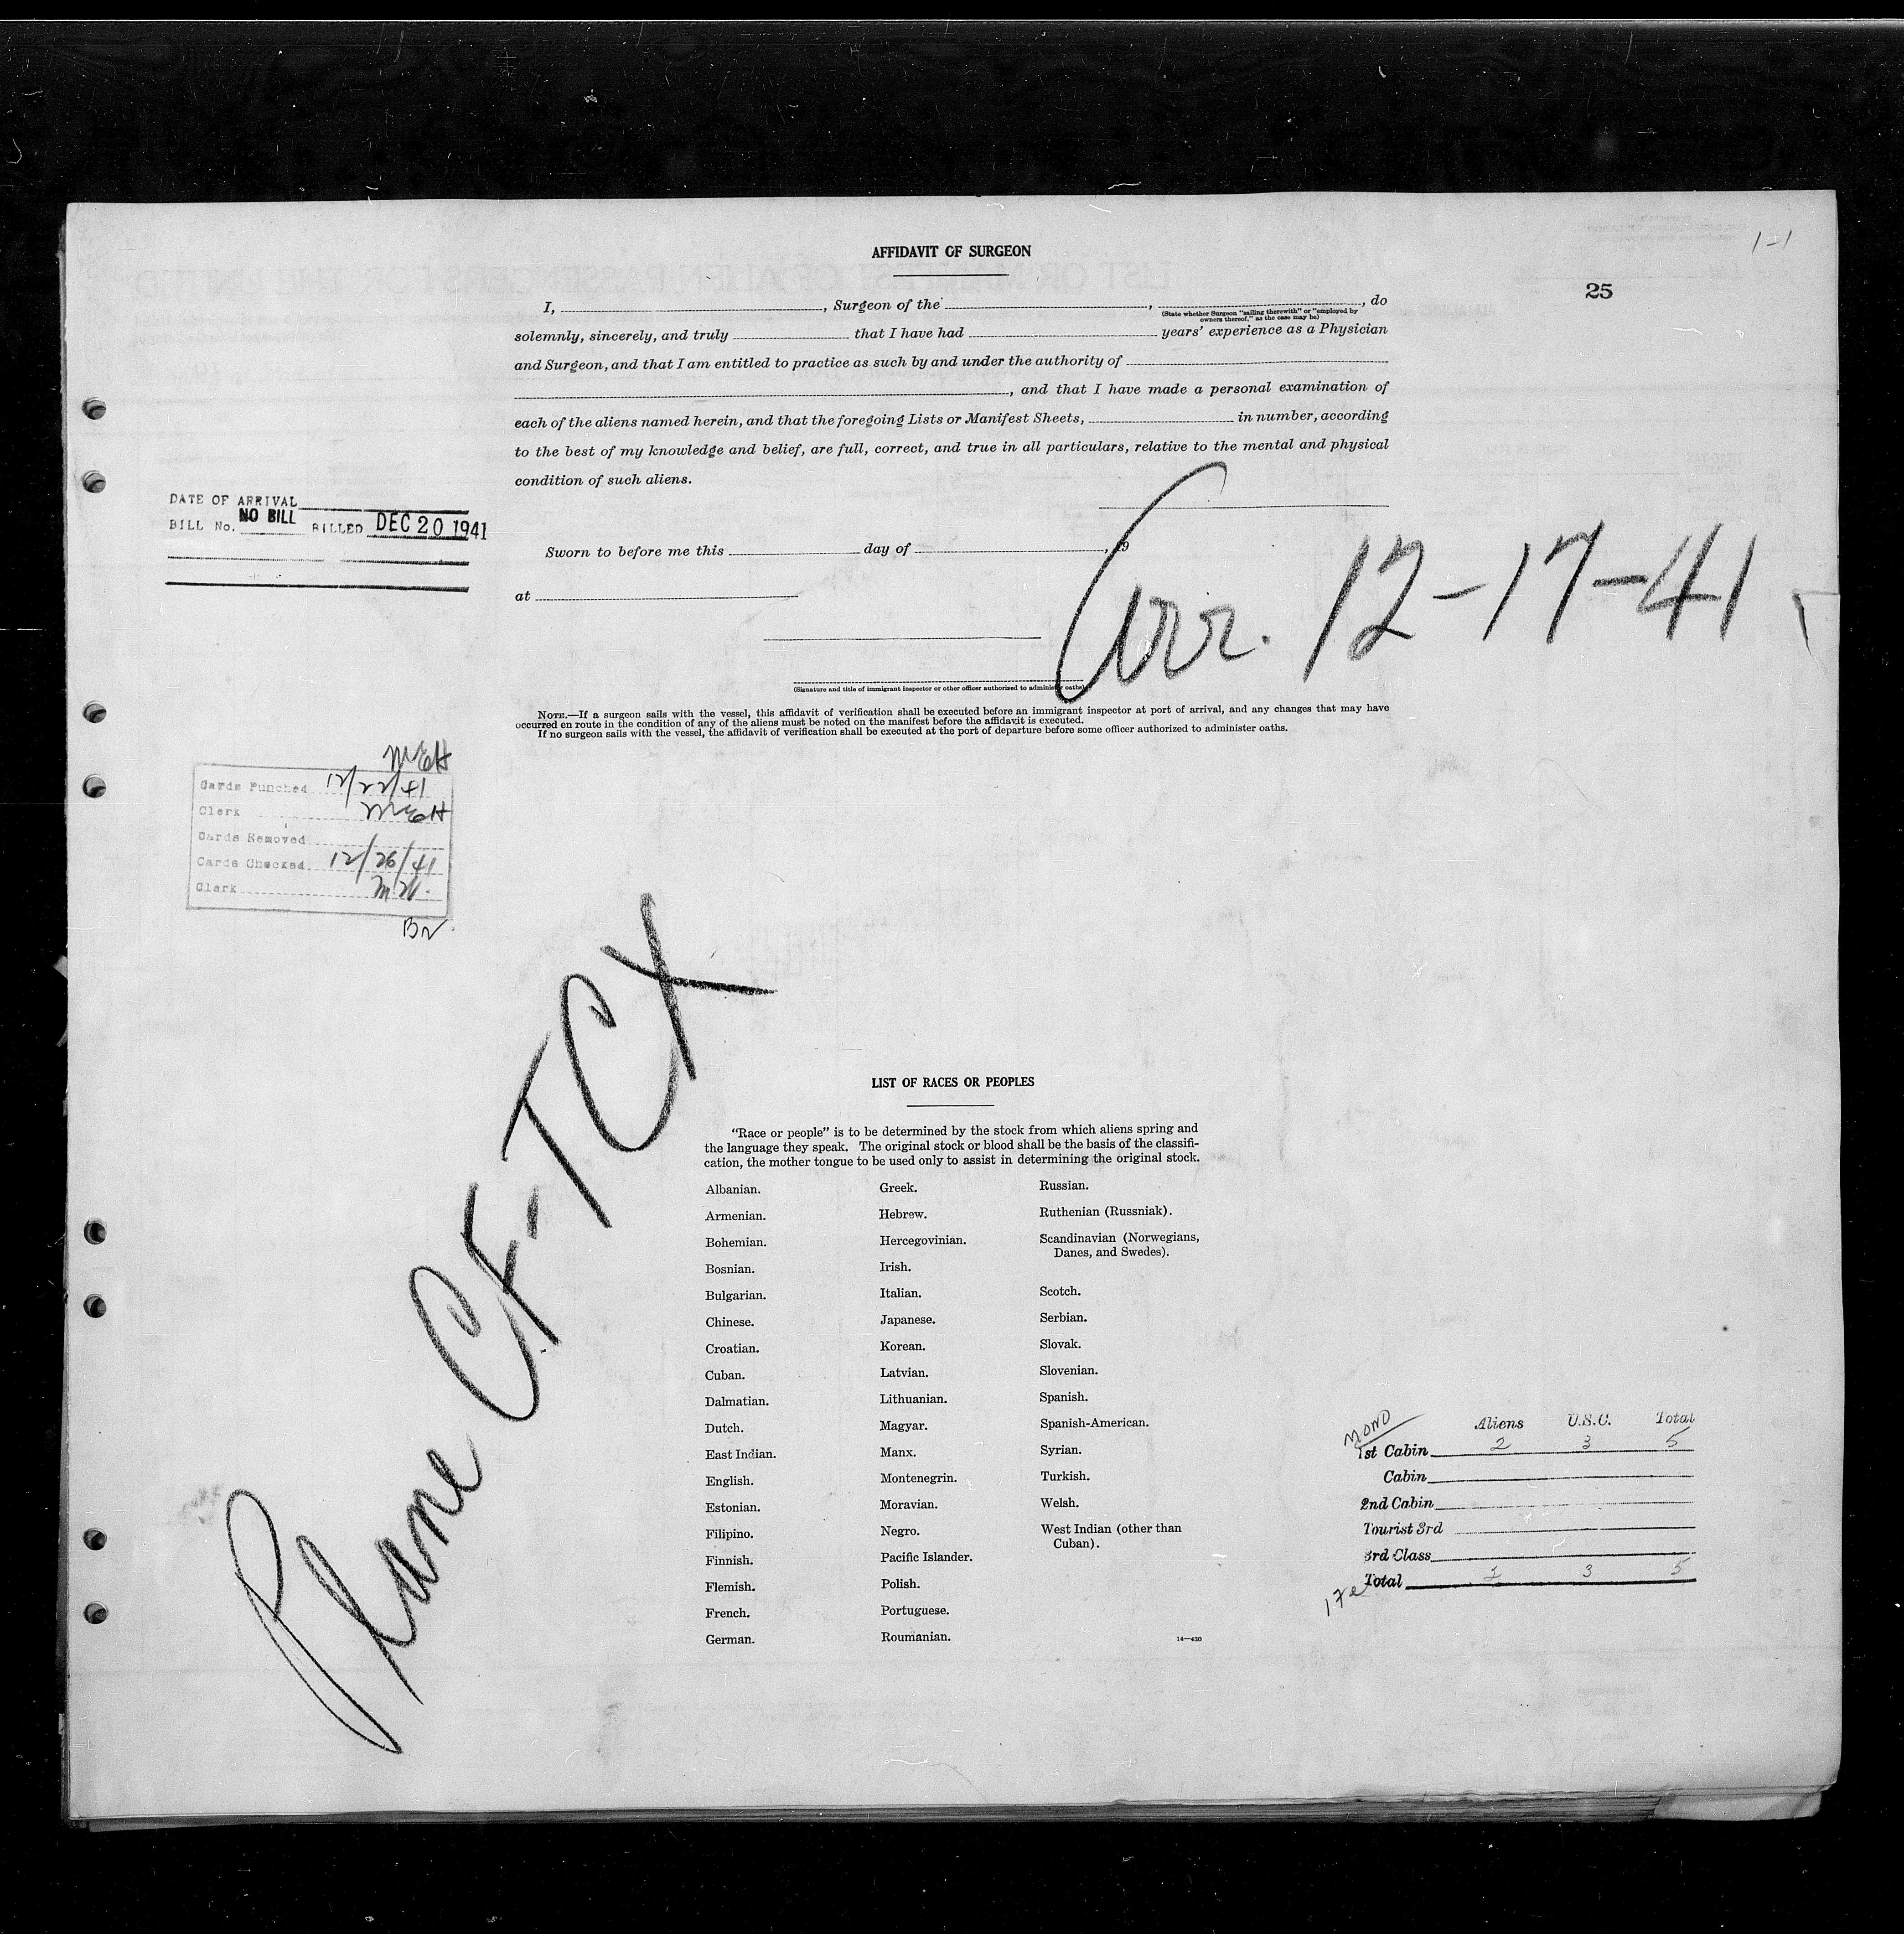 1-1
25
AFFIDAVIT OF SURGEON
I, , Surgeon of the , , do
(State whether Surgeon "sailing therewith" or "employed by
owners thereof," as the case may be)
solemnly, sincerely, and truly that I have had years' experience as a Physician
and Surgeon, and that I am entitled to practice as such by and under the authority of
, and that I have made a personal examination of
each of the aliens named herein, and that the foregoing Lists or Manifest Sheets, in number, according
to the best of my knowledge and belief, are full, correct, and true in all particulars, relative to the mental and physical
condition of such aliens.
DATE OF ARRIVAL
BILL No. NO BILL BILLED DEC 20 1941
Sworn to before me this day of , 19
at
Arr. 12-17-41
(Signature and title of immigrant inspector or other officer authorized to administer oaths)
NOTE.—If a surgeon sails with the vessel, this affidavit of verification shall be executed before an immigrant inspector at port of arrival, and any changes that may have
occurred en route in the condition of any of the aliens must be noted on the manifest before the affidavit is executed.
If no surgeon sails with the vessel, the affidavit of verification shall be executed at the port of departure before some officer authorized to administer oaths.
MEH
Cards Punched 12/22/41
Clerk MEH
Cards Removed
Cards Checked 12/26/41
Clerk
Plane CF-TCX
LIST OF RACES OR PEOPLES
"Race or people" is to be determined by the stock from which aliens spring and
the language they speak. The original stock or blood shall be the basis of the classifi-
cation, the mother tongue to be used only to assist in determining the original stock.
Albanian.
Armenian.
Bohemian.
Bosnian.
Bulgarian.
Chinese.
Croatian.
Cuban.
Dalmatian.
Dutch.
East Indian.
English.
Estonian.
Filipino.
Finnish.
Flemish.
French.
German.
Greek.
Hebrew.
Hercegovinian.
Irish.
Italian.
Japanese.
Korean.
Latvian.
Lithuanian.
Magyar.
Manx.
Montenegrin.
Moravian.
Negro.
Pacific Islander.
Polish.
Portuguese.
Roumanian.
Russian.
Ruthenian (Russniak).
Scandinavian (Norwegians,
Danes, and Swedes).
Scotch.
Serbian.
Slovak.
Slovenian.
Spanish.
Spanish-American.
Syrian.
Turkish.
Welsh.
West Indian (other than
Cuban).
14—430
Aliens U.S.C. Total
1st Cabin 2 3 5
Cabin
2nd Cabin
Tourist 3rd
3rd Class
Total 2 3 5